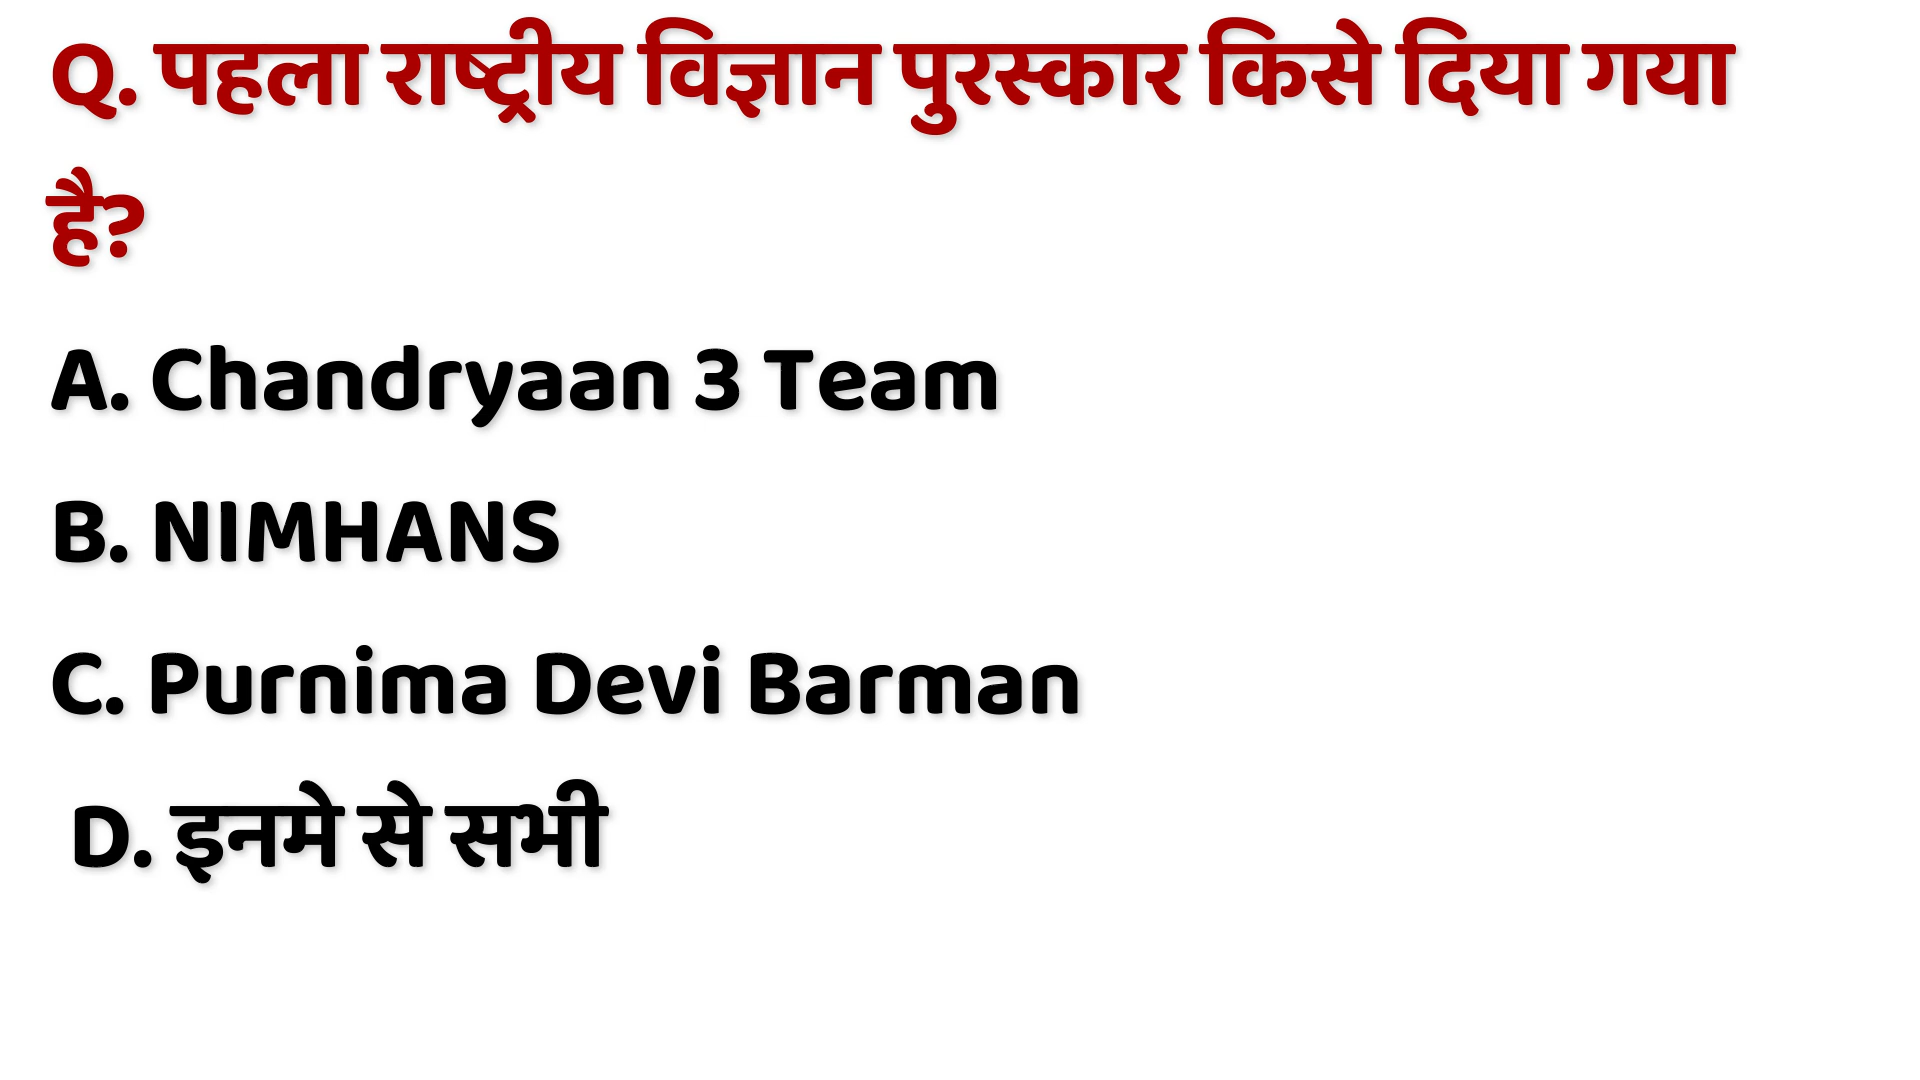 Q. पहला राष्ट्रीय विज्ञान पुरस्कार किसे दिया गया
है?
A. Chandryaan 3 Team
B. NIMHANS
C. Purnima Devi Barman
D. इनमे से सभी